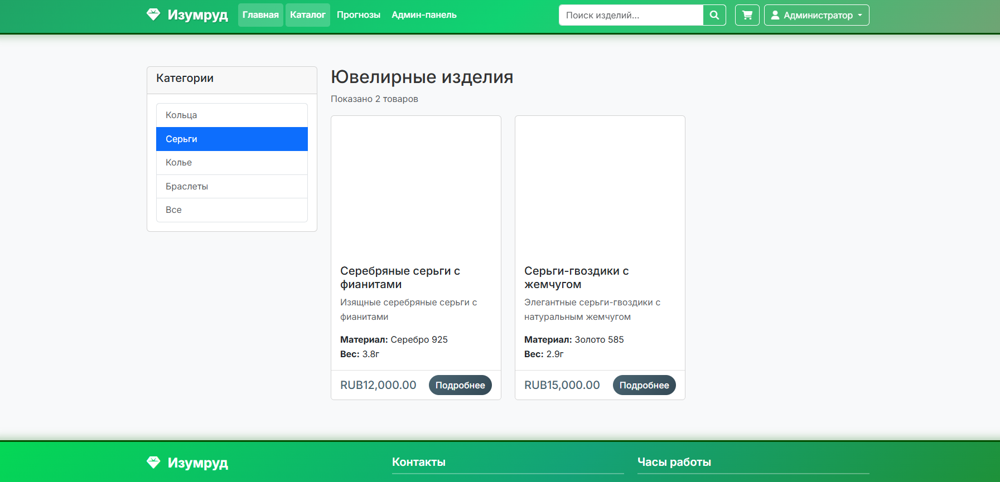 Изумруд
Главная
Каталог
Прогнозы
Админ-панель
Поиск изделий...
Администратор
Категории
Кольца
Серьги
Колье
Браслеты
Все
Ювелирные изделия
Показано 2 товаров
Серебряные серьги с
фианитами
Изящные серебряные серьги с
фианитами
Материал: Серебро 925
Вес: 3.8г
RUB12,000.00
Подробнее
Серьги-гвоздики с
жемчугом
Элегантные серьги-гвоздики с
натуральным жемчугом
Материал: Золото 585
Вес: 2.9г
RUB15,000.00
Подробнее
Изумруд
Контакты
Часы работы